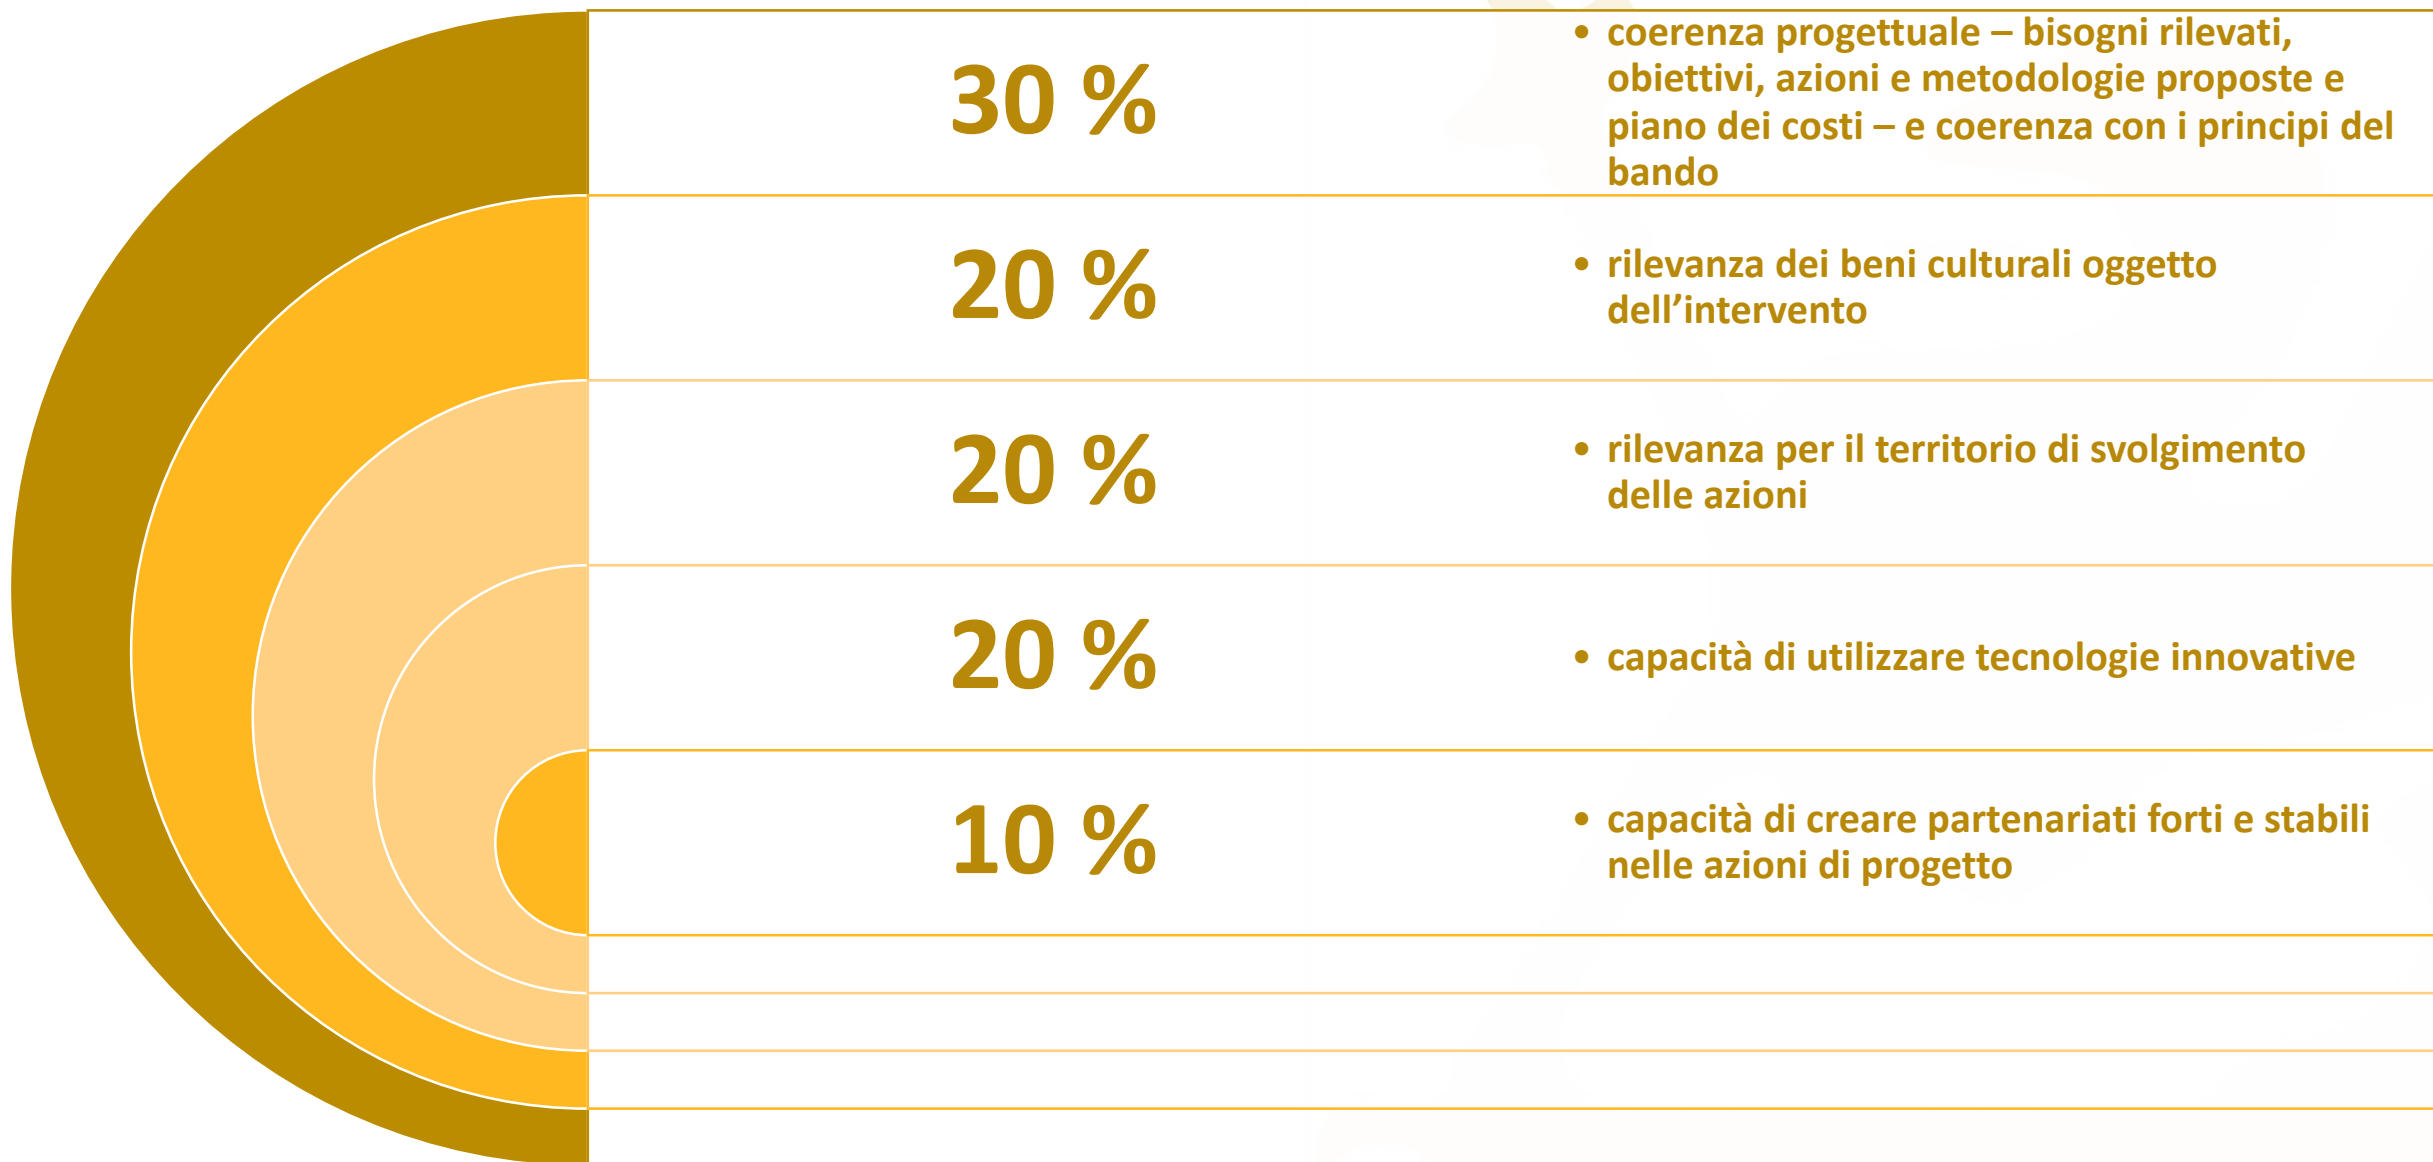 30 %
• coerenza progettuale – bisogni rilevati,
obiettivi, azioni e metodologie proposte e
piano dei costi – e coerenza con i principi del
bando
20 %
• rilevanza dei beni culturali oggetto
dell’intervento
20 %
• rilevanza per il territorio di svolgimento
delle azioni
20 %
• capacità di utilizzare tecnologie innovative
10 %
• capacità di creare partenariati forti e stabili
nelle azioni di progetto